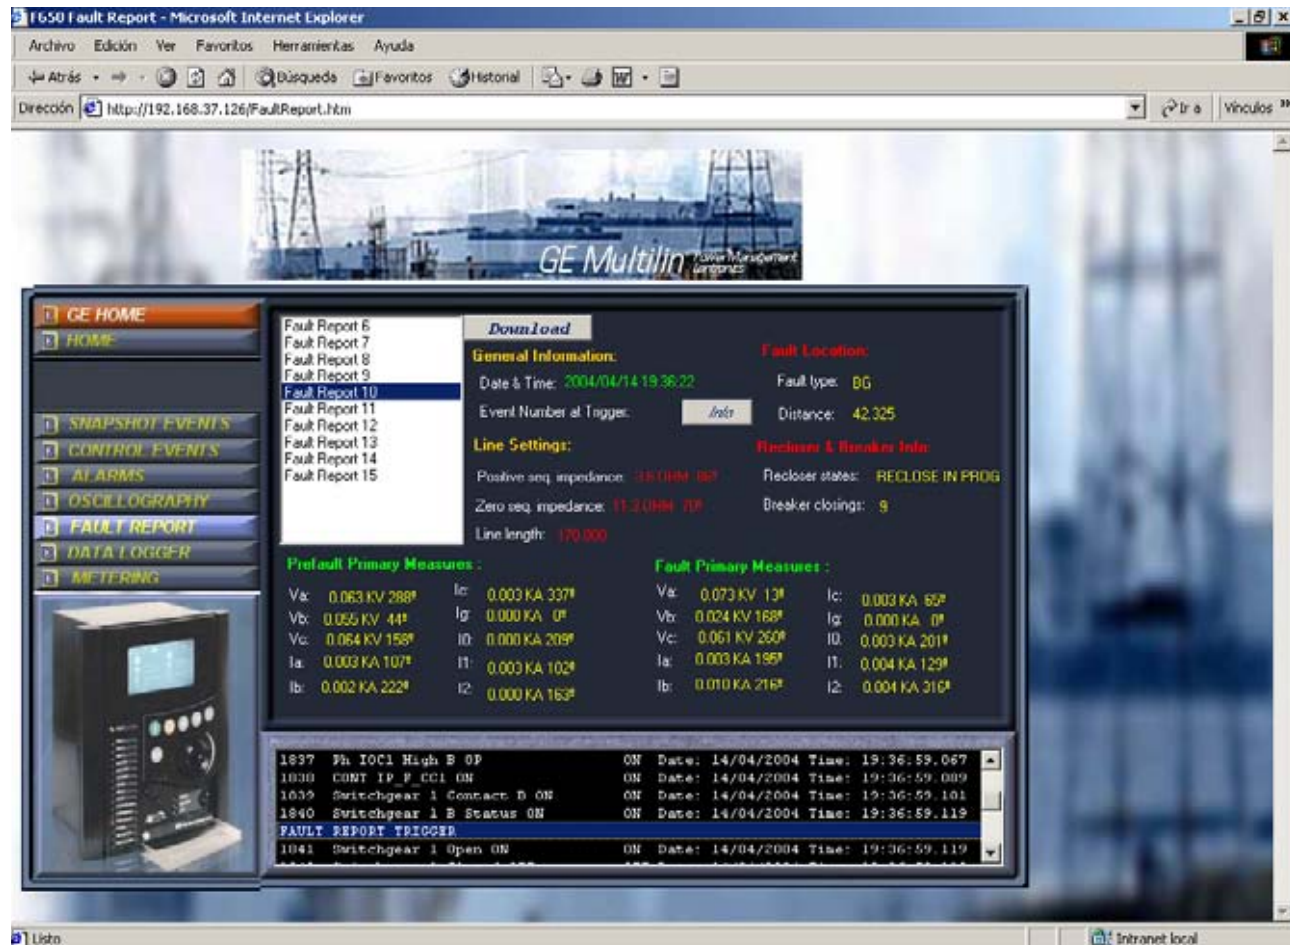 F650 Fault Report - Microsoft Internet Explorer
Archivo Edición Ver Favoritos Herramientas Ayuda
Atrás Búsqueda Favoritos Historial
Dirección http://192.168.37.126/FaultReport.htm Ir a Vínculos »
GE Multilin Power Management
GE HOME
HOME
SNAPSHOT EVENTS
CONTROL EVENTS
ALARMS
OSCILLOGRAPHY
FAULT REPORT
DATA LOGGER
METERING
Fault Report 6
Fault Report 7
Fault Report 8
Fault Report 9
Fault Report 10
Fault Report 11
Fault Report 12
Fault Report 13
Fault Report 14
Fault Report 15
Download
General Information:
Date & Time: 2004/04/14 19:36:22
Event Number at Trigger: Info
Line Settings:
Positive seq. impedance:
Zero seq. impedance: 11.2 OHM 70º
Line length: 170.000
Fault Location:
Fault type: BG
Distance: 42.325
Recloser & Breaker Info:
Recloser states: RECLOSE IN PROG
Breaker closings: 9
Prefault Primary Measures :
Va: 0.063 KV 288º Ic: 0.003 KA 337º
Vb: 0.055 KV 44º Ig: 0.000 KA 0º
Vc: 0.064 KV 158º I0: 0.000 KA 209º
Ia: 0.003 KA 107º I1: 0.003 KA 102º
Ib: 0.002 KA 222º I2: 0.000 KA 163º
Fault Primary Measures :
Va: 0.073 KV 13º Ic: 0.003 KA 65º
Vb: 0.024 KV 168º Ig: 0.000 KA 0º
Vc: 0.061 KV 260º I0: 0.003 KA 201º
Ia: 0.003 KA 195º I1: 0.004 KA 129º
Ib: 0.010 KA 216º I2: 0.004 KA 316º
1837 Ph IOC1 High B OP ON Date: 14/04/2004 Time: 19:36:59.067
1838 CONT IP_F_CC1 ON ON Date: 14/04/2004 Time: 19:36:59.089
1839 Switchgear 1 Contact B ON ON Date: 14/04/2004 Time: 19:36:59.101
1840 Switchgear 1 B Status ON ON Date: 14/04/2004 Time: 19:36:59.119
FAULT REPORT TRIGGER
1841 Switchgear 1 Open ON ON Date: 14/04/2004 Time: 19:36:59.119
Listo Intranet local